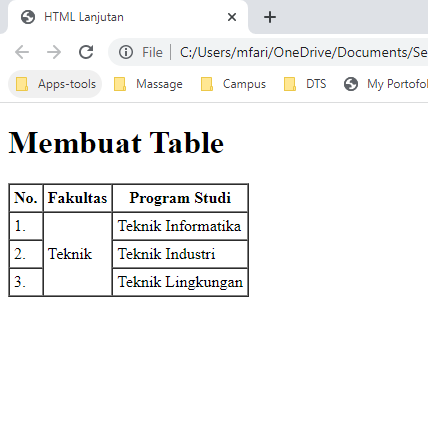 HTML Lanjutan
File | C:/Users/mfari/OneDrive/Documents/Se
Apps-tools Massage Campus DTS My Portofol
Membuat Table
No. Fakultas Program Studi
1. Teknik Informatika
2. Teknik Teknik Industri
3. Teknik Lingkungan